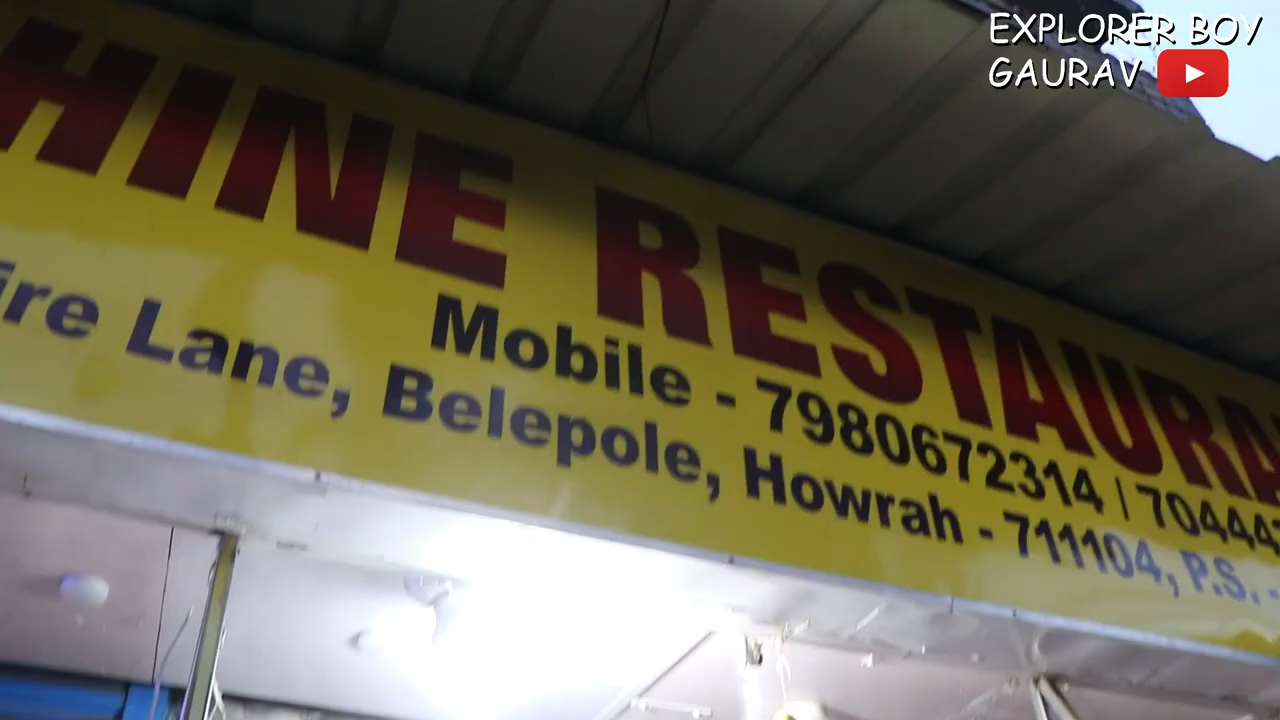 EXPLORER BOY
GAURAV
HINE RESTAURA
Mobile - 7980672314 | 70444
ire Lane, Belepole, Howrah - 711104, P.S. -